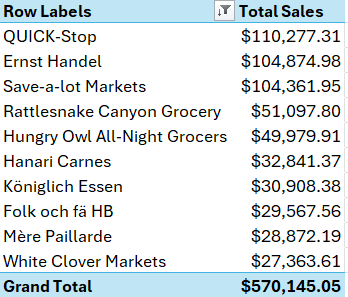 Row Labels Total Sales
QUICK-Stop $110,277.31
Ernst Handel $104,874.98
Save-a-lot Markets $104,361.95
Rattlesnake Canyon Grocery $51,097.80
Hungry Owl All-Night Grocers $49,979.91
Hanari Carnes $32,841.37
Königlich Essen $30,908.38
Folk och fä HB $29,567.56
Mère Paillarde $28,872.19
White Clover Markets $27,363.61
Grand Total $570,145.05